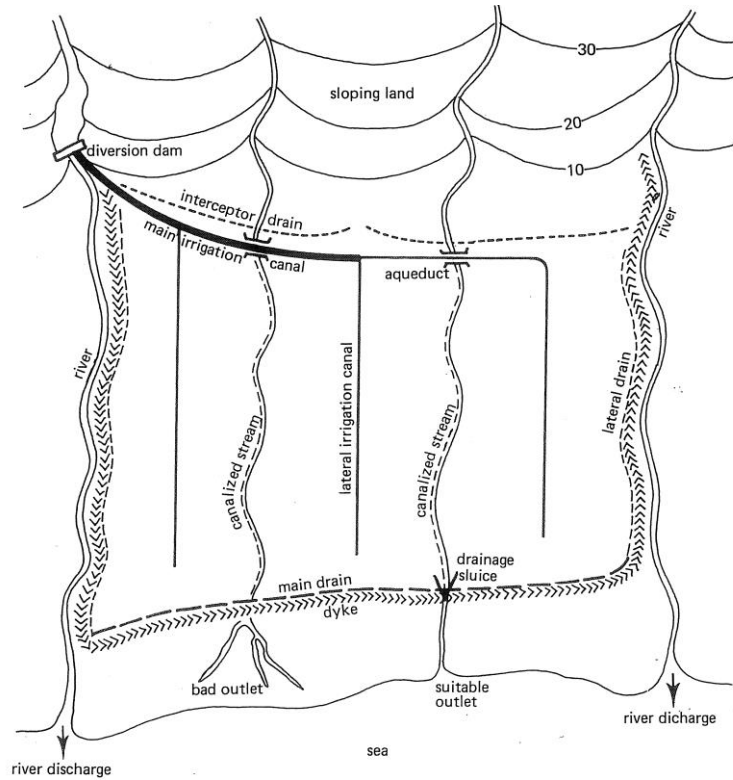 30
sloping land
20
diversion dam
10
interceptor drain
river
main irrigation canal
aqueduct
river
lateral irrigation canal
lateral drain
canalized stream
canalized stream
drainage
sluice
main drain
dyke
bad outlet
suitable
outlet
river dicharge
sea
river discharge